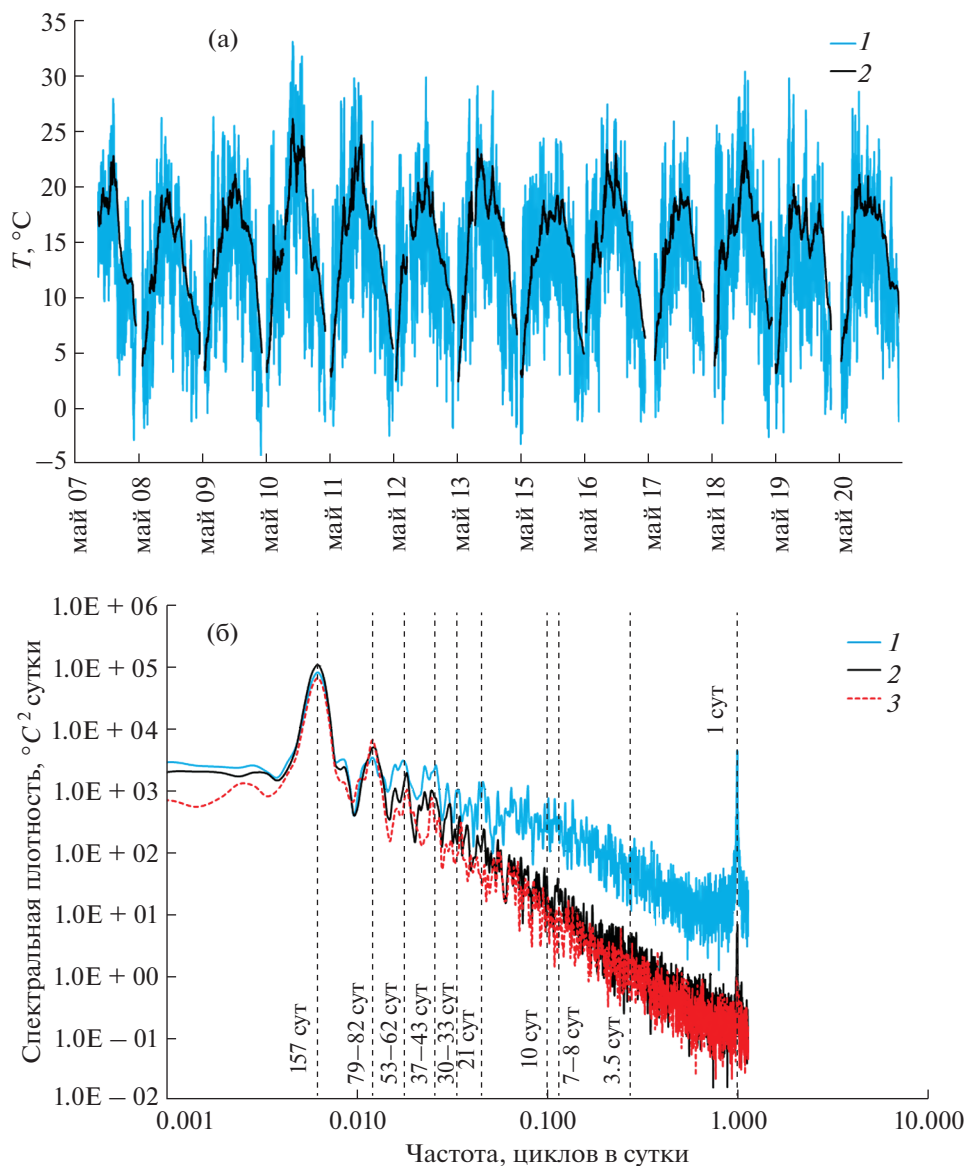 (а)
1
2
35
30
25
20
15
10
5
0
–5
T, °C
май 07
май 08
май 09
май 10
май 11
май 12
май 13
май 15
май 16
май 17
май 18
май 19
май 20
(б)
1
2
3
1.0E + 06
1.0E + 05
1.0E + 04
1.0E + 03
1.0E + 02
1.0E + 01
1.0E + 00
1.0E – 01
1.0E – 02
Спектральная плотность, °C² сутки
157 сут
79–82 сут
53–62 сут
37–43 сут
30–33 сут
21 сут
10 сут
7–8 сут
3.5 сут
1 сут
0.001
0.010
0.100
1.000
10.000
Частота, циклов в сутки